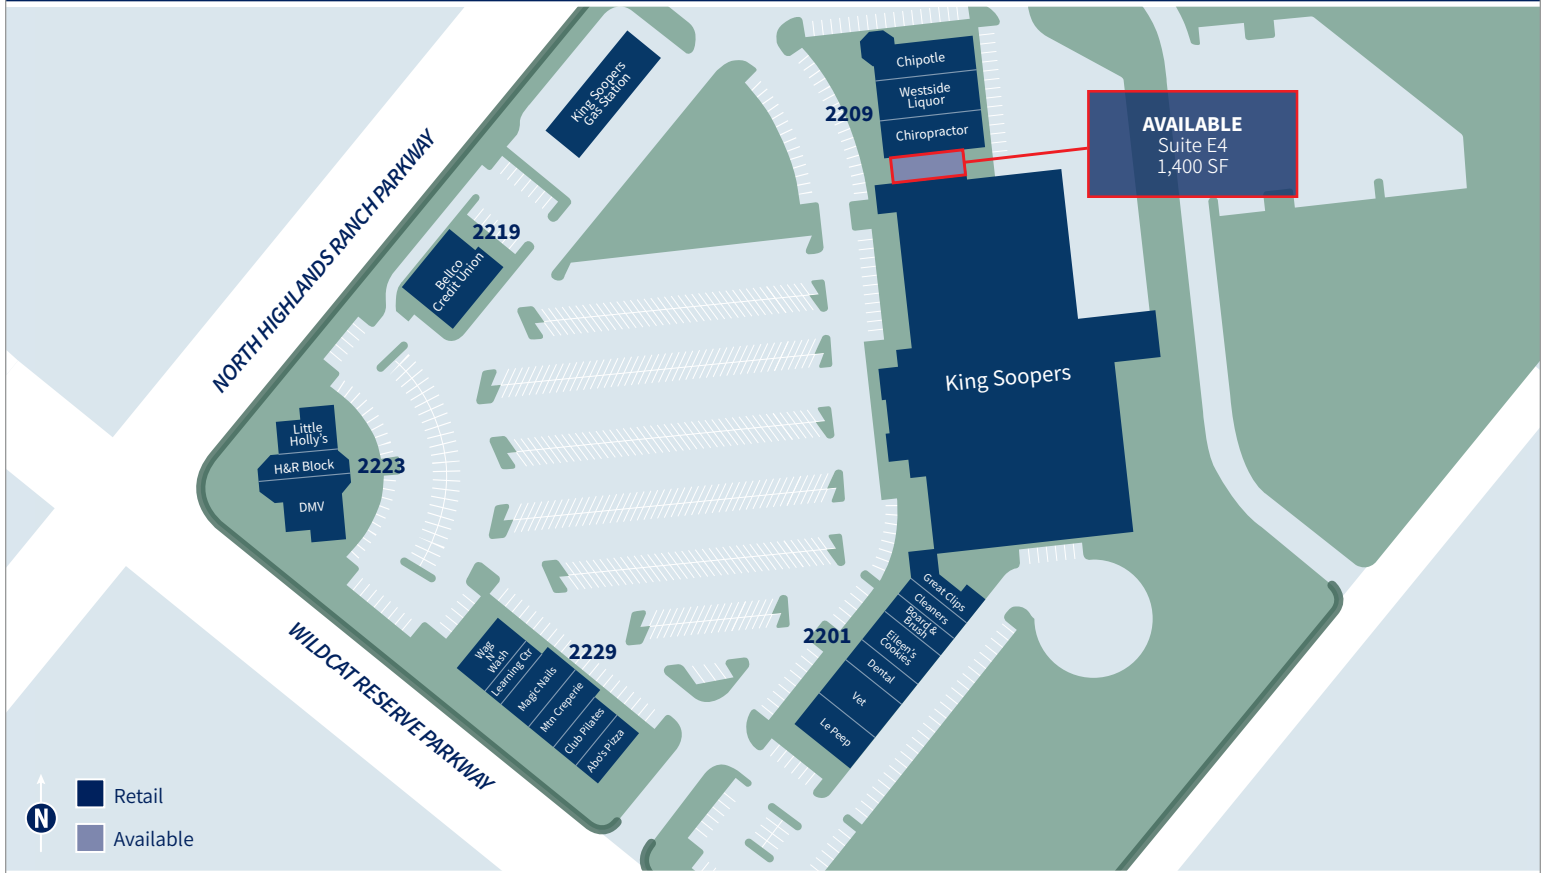 King Soopers
Gas Station
NORTH HIGHLANDS RANCH PARKWAY
2219
Bellco
Credit Union
2209
Chipotle
Westside
Liquor
Chiropractor
AVAILABLE
Suite E4
1,400 SF
King Soopers
Little
Holly's
H&R Block
DMV
2223
WILDCAT RESERVE PARKWAY
2229
Wag
N
Wash
Learning Ctr
Magic Nails
Mtn Creperie
Club Pilates
Abo's Pizza
2201
Great Clips
Cleaners
Board &
Brush
Eileen's
Cookies
Dental
Vet
Le Peep
N
Retail
Available